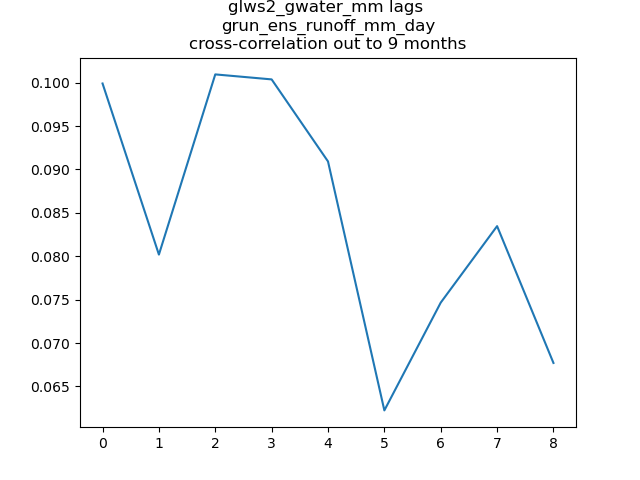 glws2_gwater_mm lags
grun_ens_runoff_mm_day
cross-correlation out to 9 months
0.100
0.095
0.090
0.085
0.080
0.075
0.070
0.065
0 1 2 3 4 5 6 7 8